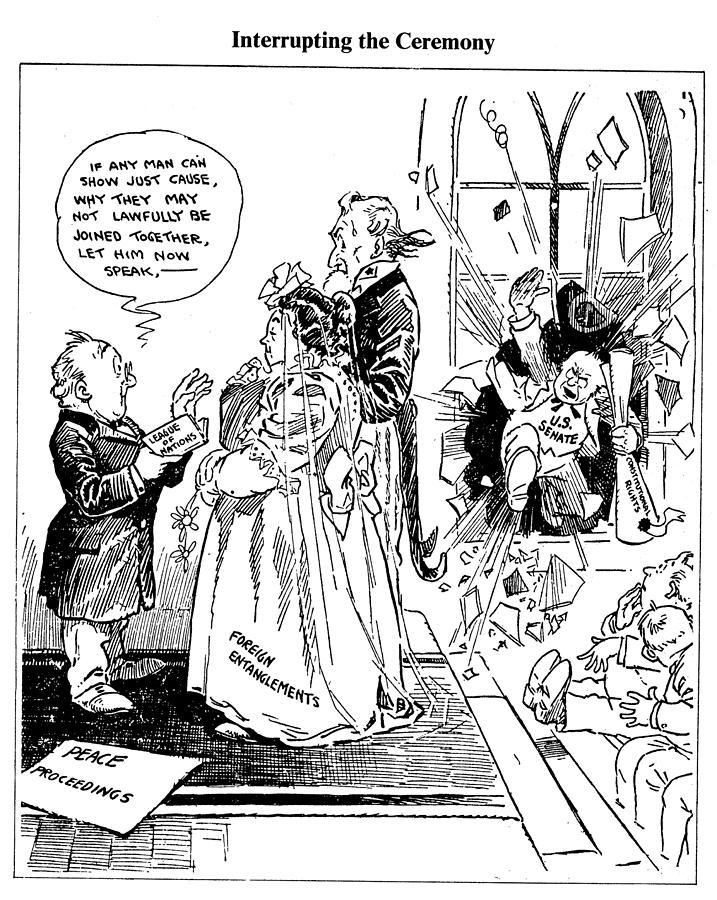 Interrupting the Ceremony
IF ANY MAN CAN
SHOW JUST CAUSE,
WHY THEY MAY
NOT LAWFULLY BE
JOINED TOGETHER,
LET HIM NOW
SPEAK,—
LEAGUE
OF
NATIONS
U.S.
SENATE
CONSTITUTIONAL
RIGHTS
FOREIGN
ENTANGLEMENTS
PEACE
PROCEEDINGS